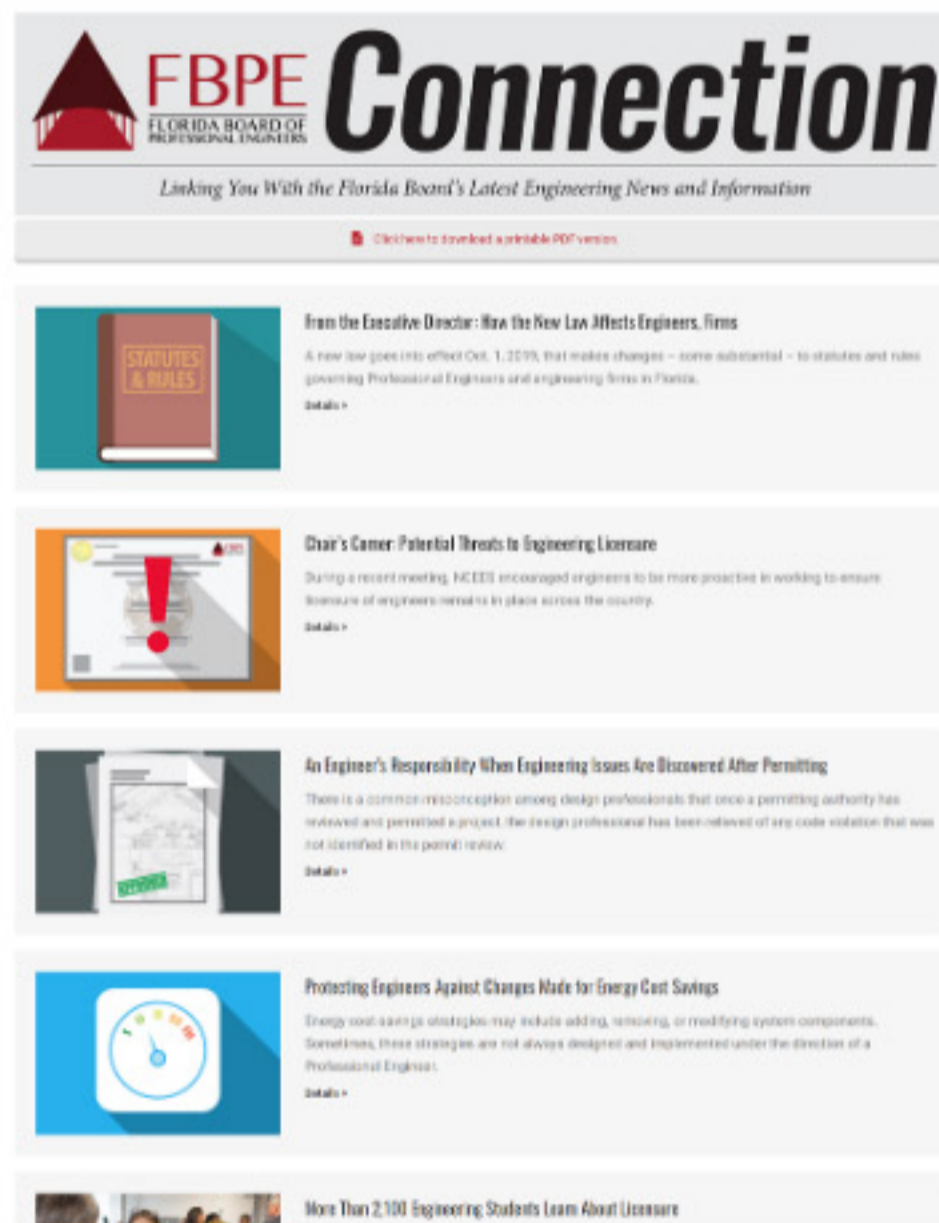 FBPE
FLORIDA BOARD OF
PROFESSIONAL ENGINEERS
Connection
Linking You With the Florida Board's Latest Engineering News and Information
Click here to download a printable PDF version
STATUTES
& RULES
From the Executive Director: How the New Law Affects Engineers, Firms
A new law goes into effect Oct. 1, 2019, that makes changes – some substantial – to statutes and rules
governing Professional Engineers and engineering firms in Florida.
Details >
Chair's Corner: Potential Threats to Engineering Licensure
During a recent meeting, NCEES encouraged engineers to be more proactive in working to ensure
licensure of engineers remains in place across the country.
Details >
An Engineer's Responsibility When Engineering Issues Are Discovered After Permitting
There is a common misconception among design professionals that once a permitting authority has
reviewed and permitted a project, the design professional has been relieved of any code violation that was
not identified in the permit review.
Details >
Protecting Engineers Against Changes Made for Energy Cost Savings
Energy cost savings strategies may include adding, removing, or modifying system components.
Sometimes, these strategies are not always designed and implemented under the direction of a
Professional Engineer.
Details >
More Than 2,100 Engineering Students Learn About Licensure